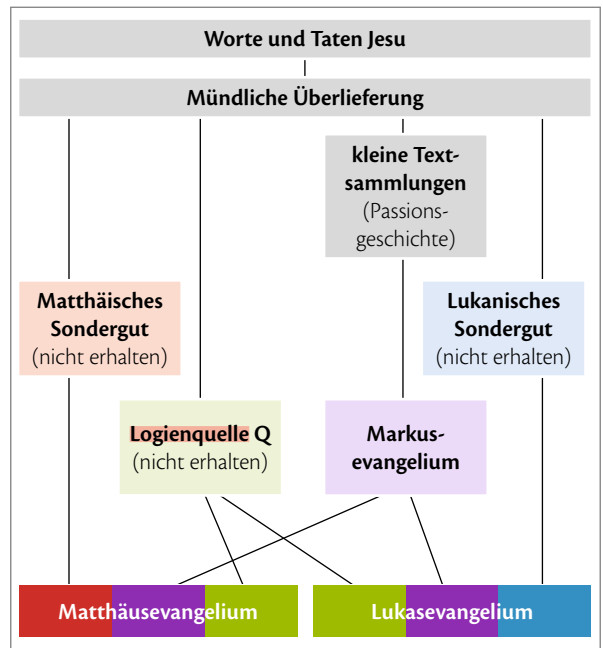 Worte und Taten Jesu
Mündliche Überlieferung
kleine Text-
sammlungen
(Passions-
geschichte)
Matthäisches
Sondergut
(nicht erhalten)
Lukanisches
Sondergut
(nicht erhalten)
Logienquelle Q
(nicht erhalten)
Markus-
evangelium
Matthäusevangelium
Lukasevangelium